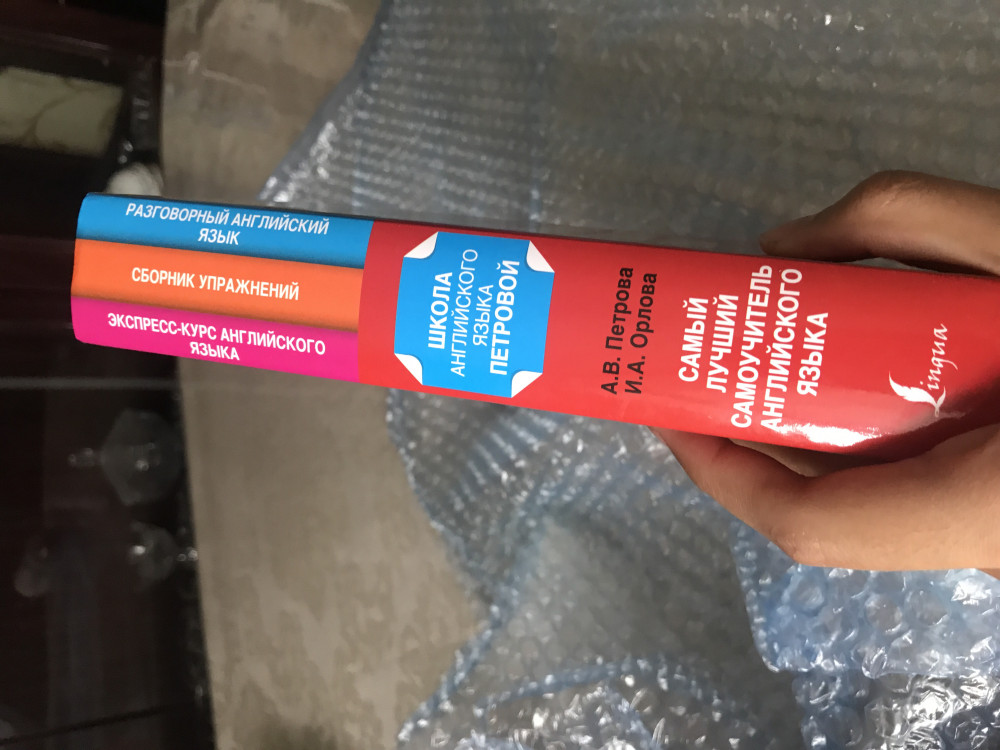 РАЗГОВОРНЫЙ АНГЛИЙСКИЙ
ЯЗЫК
СБОРНИК УПРАЖНЕНИЙ
ЭКСПРЕСС-КУРС АНГЛИЙСКОГО
ЯЗЫКА
ШКОЛА
АНГЛИЙСКОГО
ЯЗЫКА
ПЕТРОВОЙ
А.В. Петрова
И.А. Орлова
САМЫЙ
ЛУЧШИЙ
САМОУЧИТЕЛЬ
АНГЛИЙСКОГО
ЯЗЫКА
Lingua